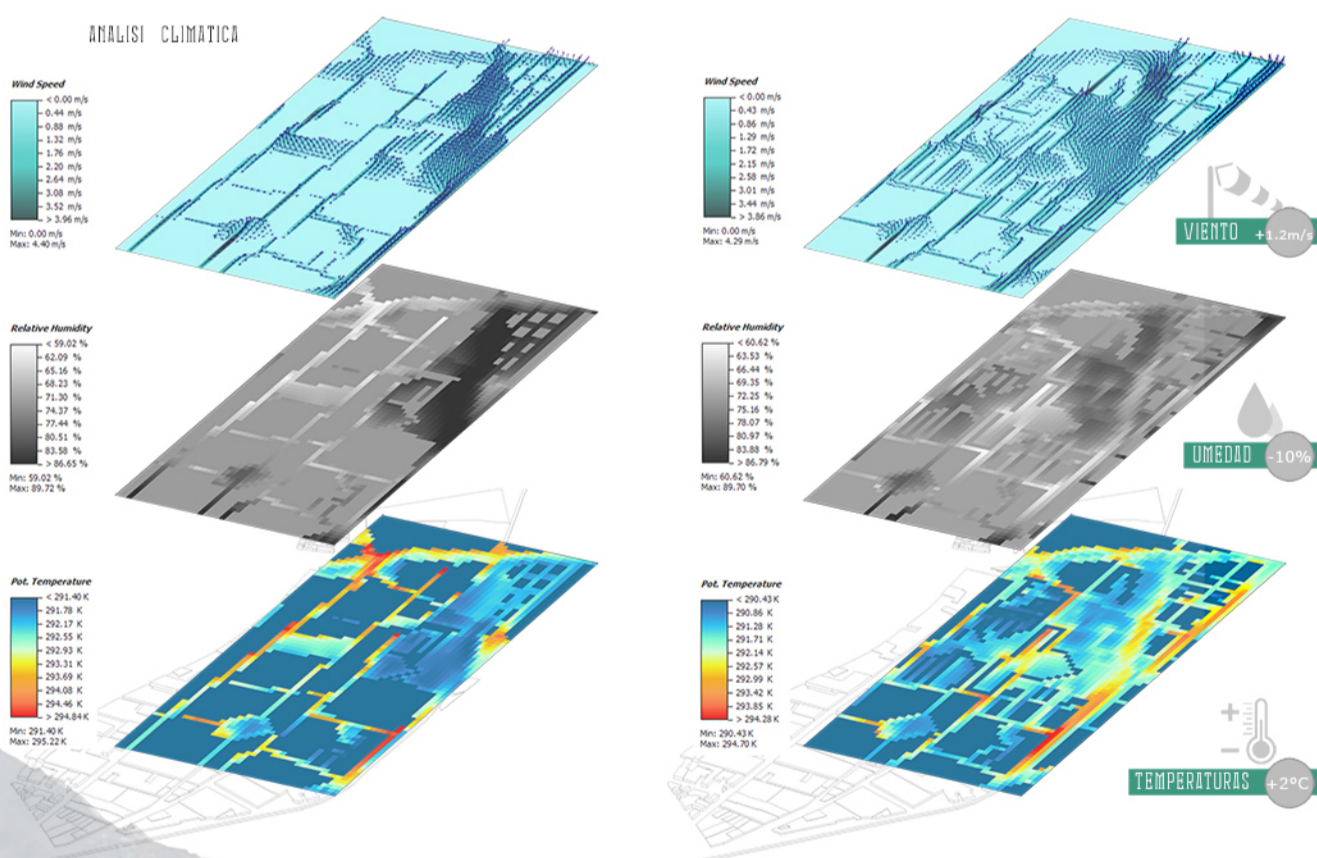 ANALISI CLIMATICA
Wind Speed
< 0.00 m/s
0.44 m/s
0.88 m/s
1.32 m/s
1.76 m/s
2.20 m/s
2.64 m/s
3.08 m/s
3.52 m/s
> 3.96 m/s
Min: 0.00 m/s
Max: 4.40 m/s
Wind Speed
< 0.00 m/s
0.43 m/s
0.86 m/s
1.29 m/s
1.72 m/s
2.15 m/s
2.58 m/s
3.01 m/s
3.44 m/s
> 3.86 m/s
Min: 0.00 m/s
Max: 4.29 m/s
VIENTO +1.2m/s
Relative Humidity
< 59.02 %
62.09 %
65.16 %
68.23 %
71.30 %
74.37 %
77.44 %
80.51 %
83.58 %
> 86.65 %
Min: 59.02 %
Max: 89.72 %
Relative Humidity
< 60.62 %
63.53 %
66.44 %
69.35 %
72.25 %
75.16 %
78.07 %
80.97 %
83.88 %
> 86.79 %
Min: 60.62 %
Max: 89.70 %
UMEDAD -10%
Pot. Temperature
< 291.40 K
291.78 K
292.17 K
292.55 K
292.93 K
293.31 K
293.69 K
294.08 K
294.46 K
> 294.84 K
Min: 291.40 K
Max: 295.22 K
Pot. Temperature
< 290.43 K
290.86 K
291.28 K
291.71 K
292.14 K
292.57 K
292.99 K
293.42 K
293.85 K
> 294.28 K
Min: 290.43 K
Max: 294.70 K
TEMPERATURAS +2°C